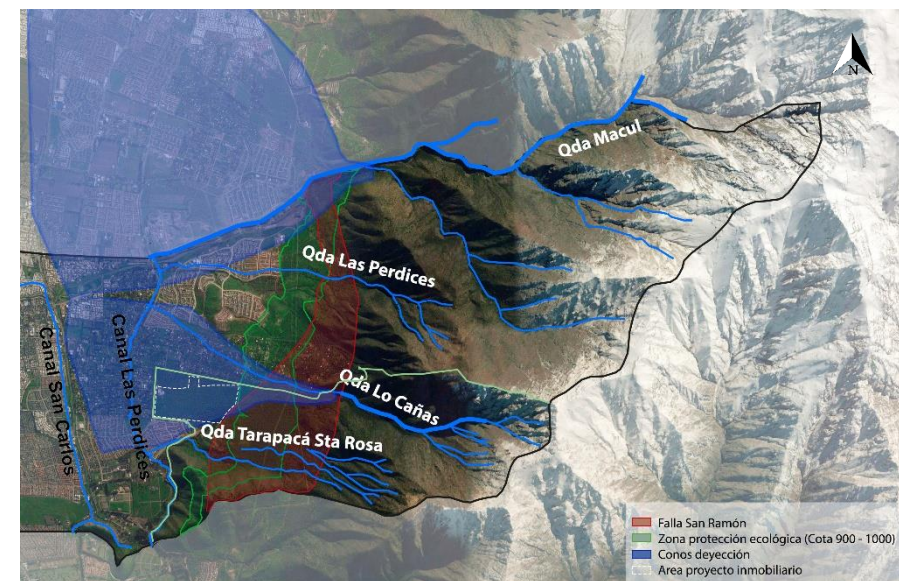 N
Qda Macul
Qda Las Perdices
Canal San Carlos
Canal Las Perdices
Qda Lo Cañas
Qda Tarapacá Sta Rosa
Falla San Ramón
Zona protección ecológica (Cota 900 - 1000)
Conos deyección
Area proyecto inmobiliario